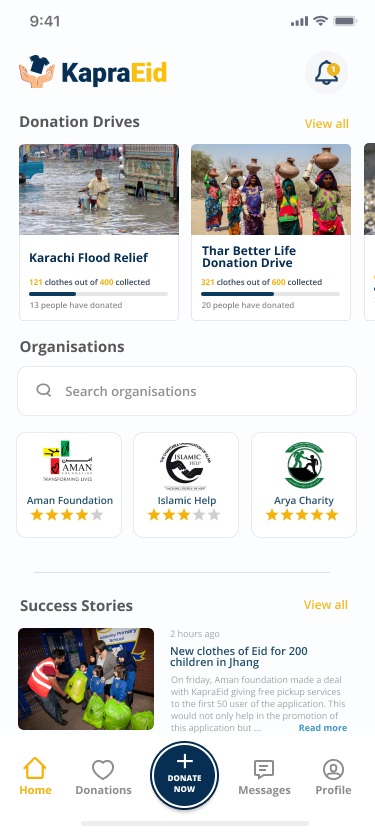 9:41
KapraEid
1
Donation Drives
View all
Karachi Flood Relief
121 clothes out of 400 collected
13 people have donated
Thar Better Life
Donation Drive
321 clothes out of 600 collected
20 people have donated
Organisations
Search organisations
AMAN
FOUNDATION
TRANSFORMING LIVES
Aman Foundation
ISLAMIC
HELP
Islamic Help
Arya Charity
Success Stories
View all
Primary
School
2 hours ago
New clothes of Eid for 200
children in Jhang
On friday, Aman foundation made a deal
with KapraEid giving free pickup services
to the first 50 user of the application. This
would not only help in the promotion of
this application but ... Read more
Home
Donations
DONATE
NOW
Messages
Profile